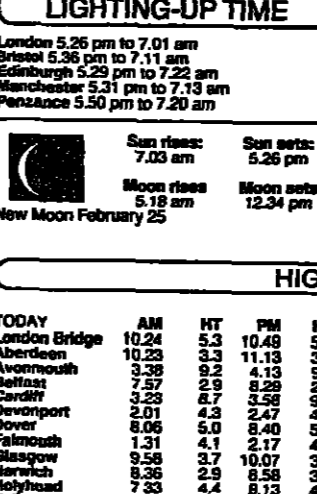 LIGHTING-UP TIME
London 5.26 pm to 7.01 am
Bristol 5.36 pm to 7.11 am
Edinburgh 5.29 pm to 7.22 am
Manchester 5.31 pm to 7.13 am
Penzance 5.50 pm to 7.20 am
Sun rises: Sun sets:
7.03 am 5.26 pm
Moon rises Moon sets
5.18 am 12.34 pm
New Moon February 25
HIG
TODAY AM HT PM
London Bridge 10.24 5.3 10.49
Aberdeen 10.23 3.3 11.13
Avonmouth 3.38 9.2 4.13
Belfast 7.57 2.9 8.29
Cardiff 3.23 8.7 3.58
Devonport 2.01 4.3 2.47
Dover 8.06 5.0 8.40
Falmouth 1.31 4.1 2.17
Glasgow 9.58 3.7 10.07
Harwich 8.36 2.9 8.58
Holyhead 7.33 4.4 8.13